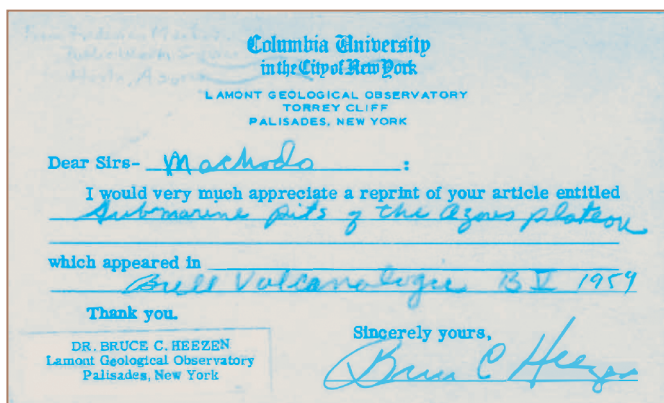 Columbia University
in the City of New York
LAMONT GEOLOGICAL OBSERVATORY
TORREY CLIFF
PALISADES, NEW YORK
Dear Sirs- Machado :
I would very much appreciate a reprint of your article entitled
Submarine pits of the Azores plateau
which appeared in
Bull Volcanologic B V 1959
Thank you.
Sincerely yours,
DR. BRUCE C. HEEZEN
Lamont Geological Observatory
Palisades, New York
Bruce C Heezen